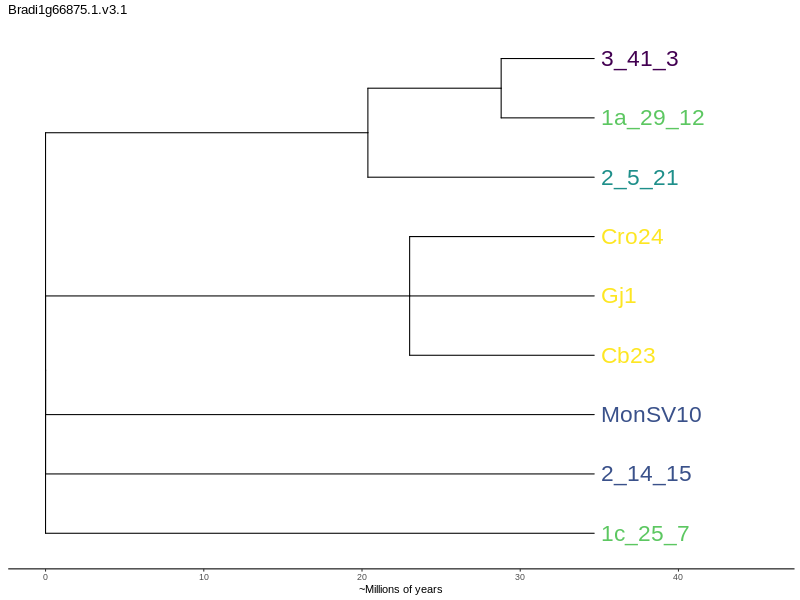 Bradi1g66875.1.v3.1
3_41_3
1a_29_12
2_5_21
Cro24
Gj1
Cb23
MonSV10
2_14_15
1c_25_7
0 10 20 30 40
~Millions of years